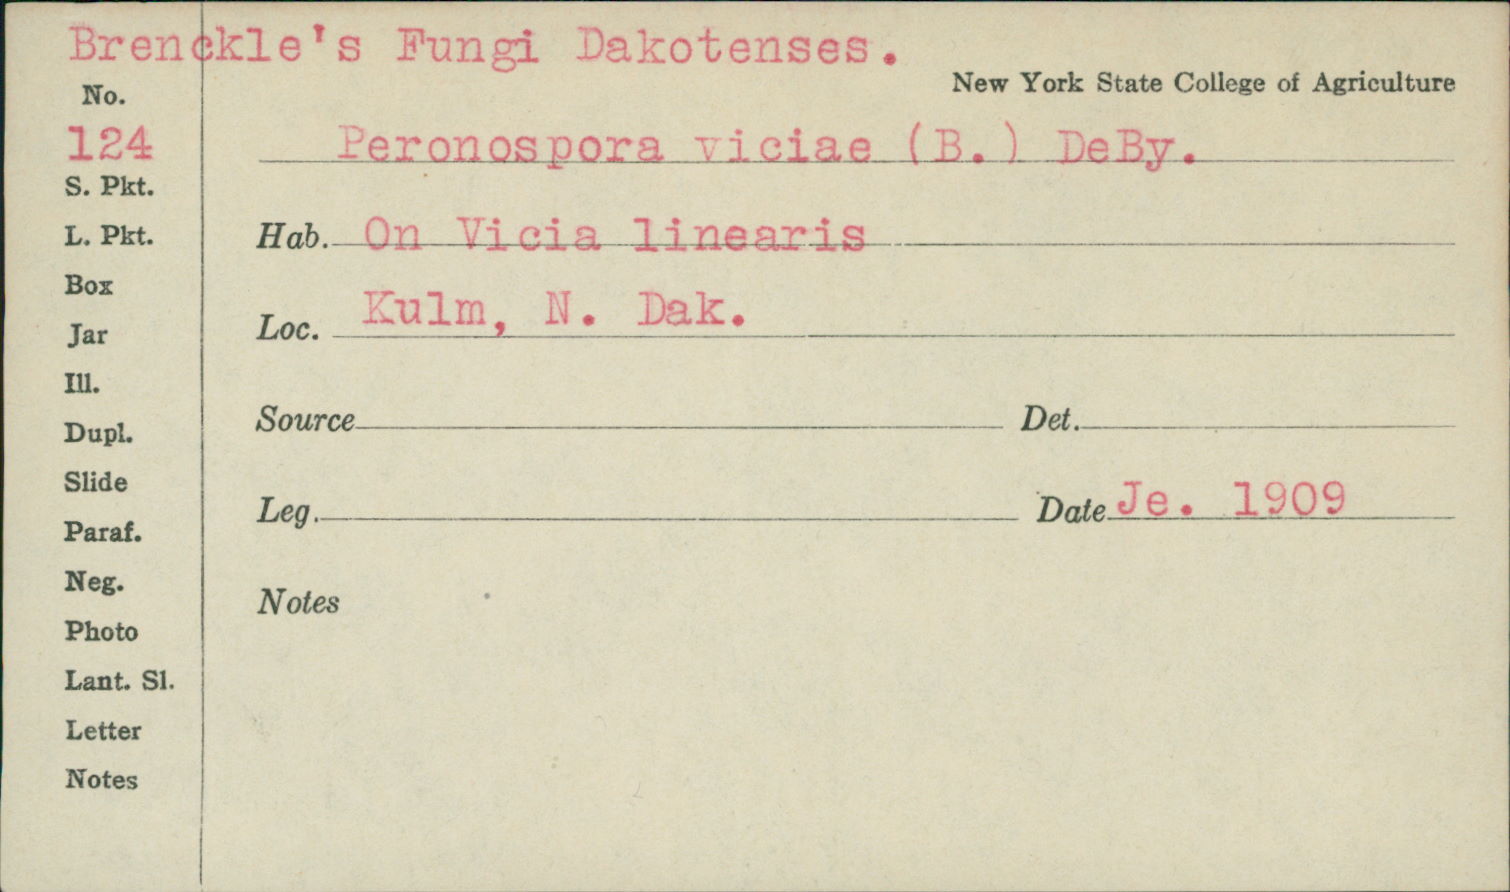 Brenckle's Fungi Dakotenses.
New York State College of Agriculture
No.
124
Peronospora viciae (B.) DeBy.
S. Pkt.
L. Pkt.
Hab. On Vicia linearis
Box
Loc. Kulm, N. Dak.
Jar
Ill.
Source Det.
Dupl.
Slide
Leg. Date Je. 1909
Paraf.
Neg.
Notes
Photo
Lant. Sl.
Letter
Notes